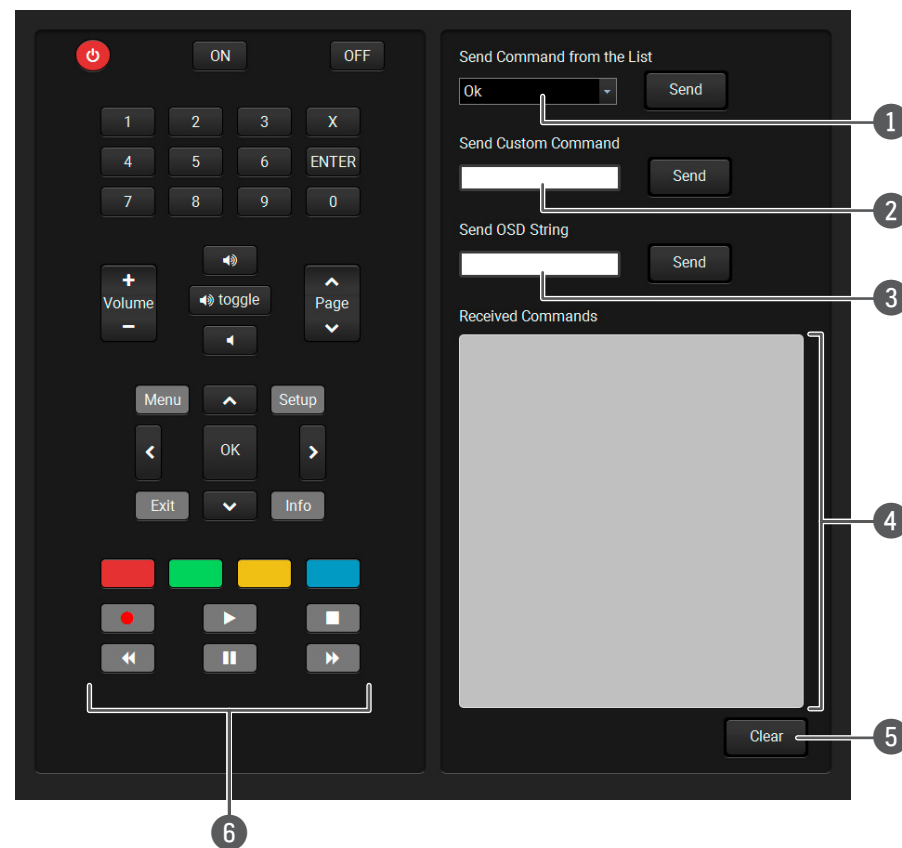 ON OFF
1 2 3 X
4 5 6 ENTER
7 8 9 0
+
Volume
−
toggle
Page
Menu Setup
OK
Exit Info
Send Command from the List
Ok Send
Send Custom Command
Send
Send OSD String
Send
Received Commands
Clear
1
2
3
4
5
6